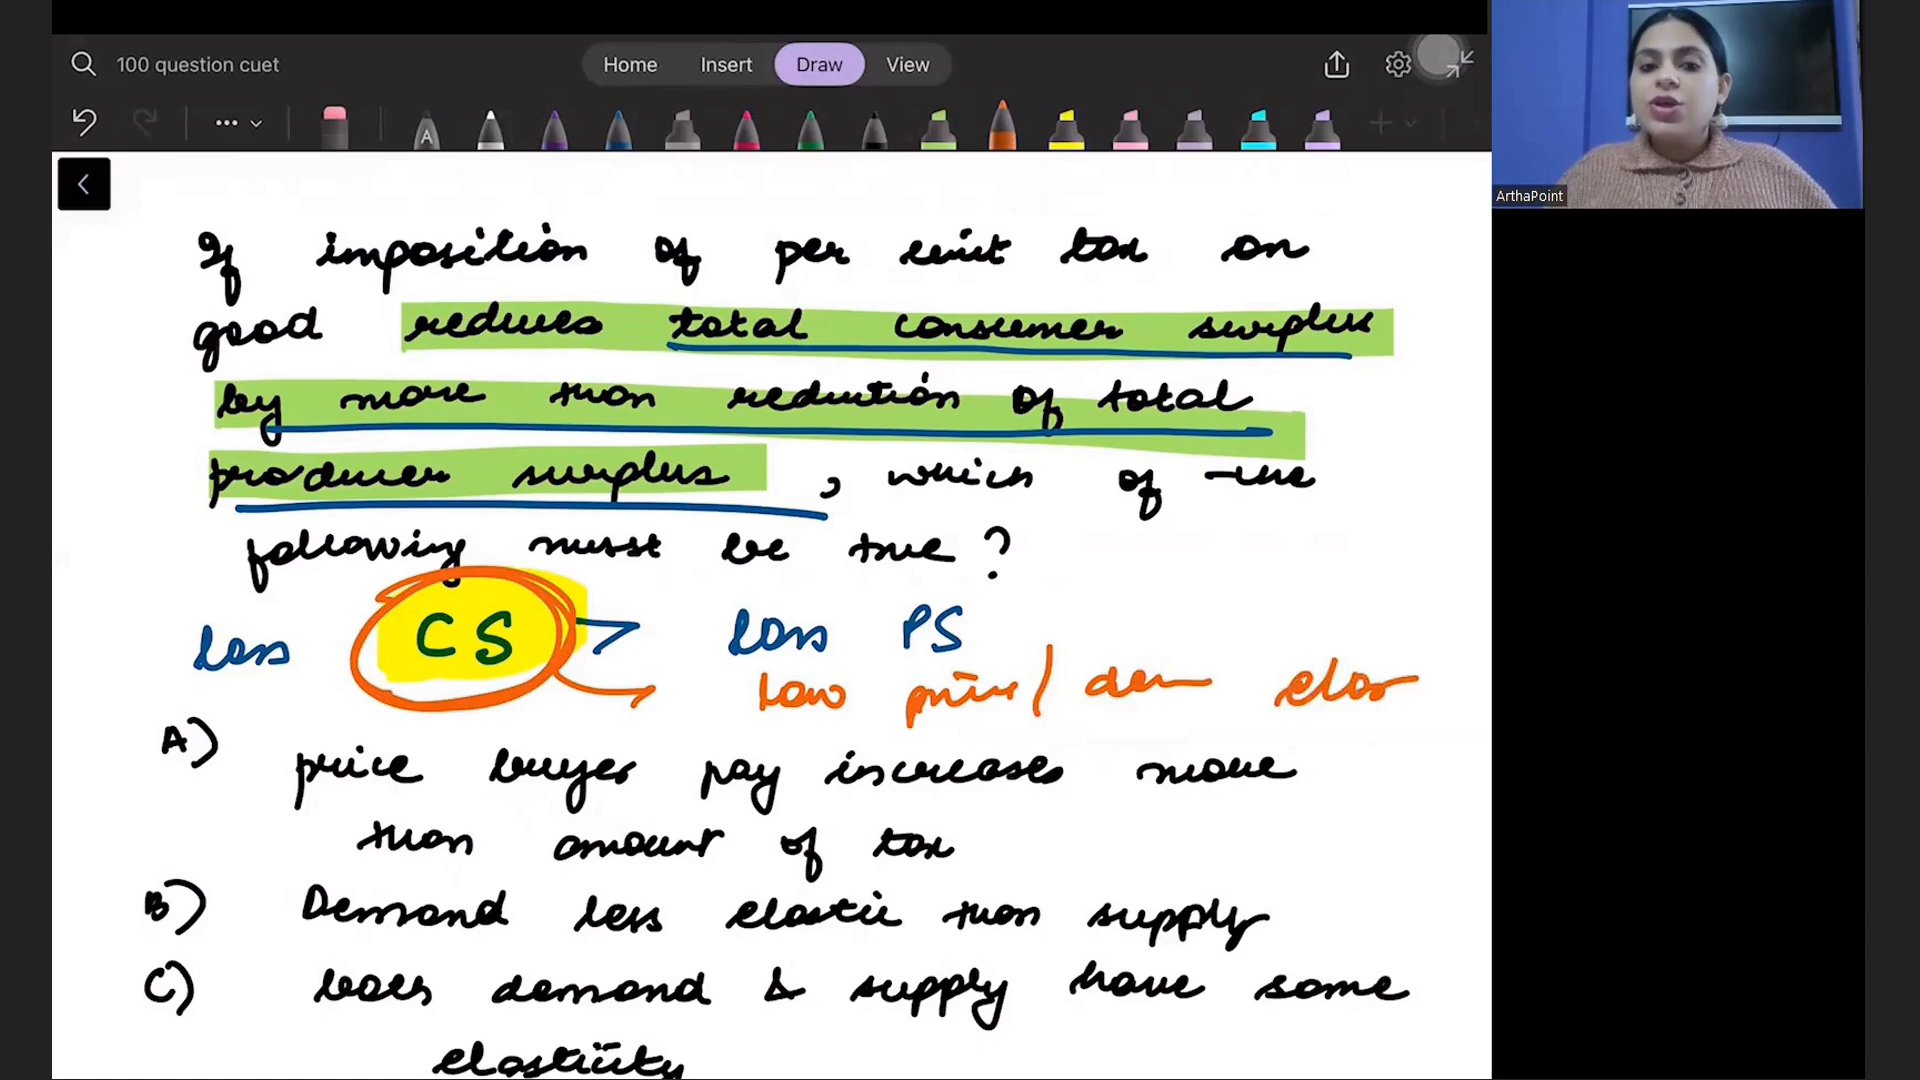 100 question cuet
Home Insert Draw View
A
ArthaPoint
If imposition of per unit tax on
good reduces total consumer surplus
by more than reduction of total
producer surplus, which of the
following must be true?
loss CS > loss PS
low price/dem elas
A) price buyer pay increases more
than amount of tax
B) Demand less elastic than supply
C) both demand & supply have same
elasticity